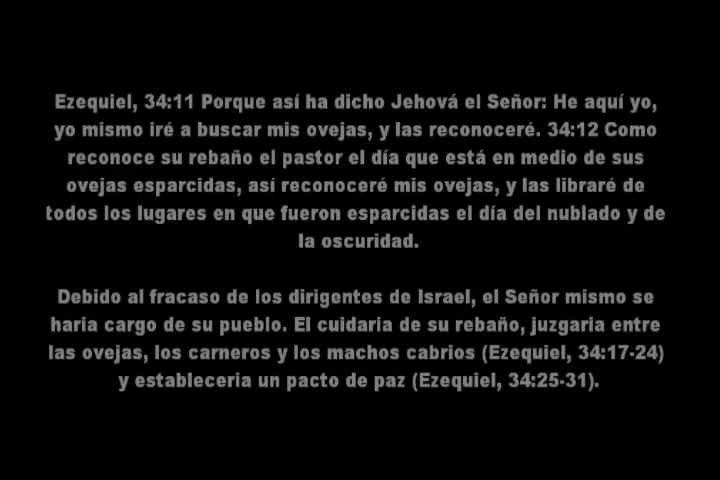 Ezequiel, 34:11 Porque así ha dicho Jehová el Señor: He aquí yo,
yo mismo iré a buscar mis ovejas, y las reconoceré. 34:12 Como
reconoce su rebaño el pastor el día que está en medio de sus
ovejas esparcidas, así reconoceré mis ovejas, y las libraré de
todos los lugares en que fueron esparcidas el día del nublado y de
la oscuridad.
Debido al fracaso de los dirigentes de Israel, el Señor mismo se
haria cargo de su pueblo. El cuidaria de su rebaño, juzgaria entre
las ovejas, los carneros y los machos cabrios (Ezequiel, 34:17-24)
y estableceria un pacto de paz (Ezequiel, 34:25-31).